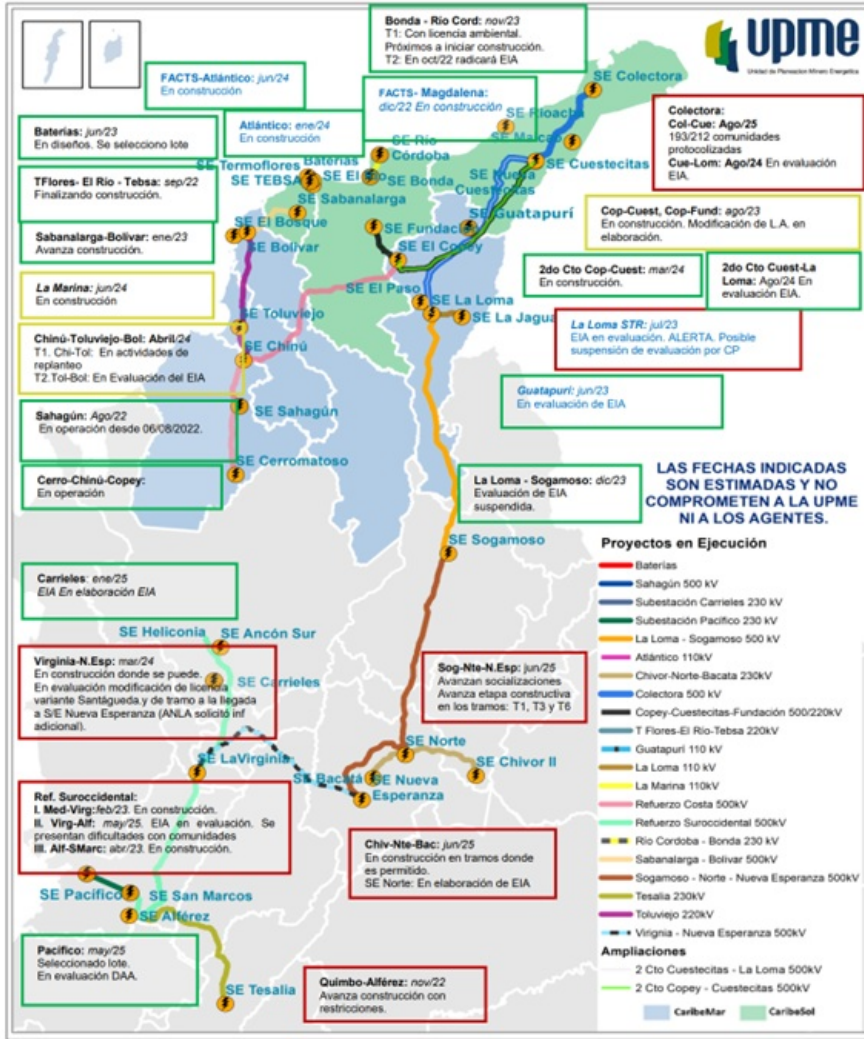 Bonda - Río Cord: nov/23
T1: Con licencia ambiental.
Próximos a iniciar construcción.
T2: En oct/22 radicará EIA
upme
Unidad de Planeación Minero Energética
FACTS-Atlántico: jun/24
En construcción
FACTS- Magdalena:
dic/22 En construcción
SE Colectora
Baterías: jun/23
En diseños. Se selecciono lote
Atlántico: ene/24
En construcción
Colectora:
Col-Cue: Ago/25
193/212 comunidades
protocolizadas
Cue-Lom: Ago/24 En evaluación
EIA.
SE Rioacha
SE Maicao
SE Río
Córdoba
SE Cuestecitas
SE Termoflores
Baterías
SE TEBSA
SE El Río
SE Bonda
SE Nueva
Cuestecitas
TFlores- El Río - Tebsa: sep/22
Finalizando construcción.
SE Sabanalarga
SE Guatapurí
SE Fundación
Cop-Cuest, Cop-Fund: ago/23
En construcción. Modificación de L.A. en
elaboración.
Sabanalarga-Bolívar: ene/23
Avanza construcción.
SE El Bosque
SE Bolívar
SE El Copey
2do Cto Cop-Cuest: mar/24
En construcción.
2do Cto Cuest-La
Loma: Ago/24 En
evaluación EIA.
La Marina: jun/24
En construcción
SE El Paso
SE La Loma
SE La Jagua
SE Toluviejo
La Loma STR: jul/23
EIA en evaluación. ALERTA. Posible
suspensión de evaluación por CP
Chinú-Toluviejo-Bol: Abril/24
T1. Chi-Tol: En actividades de
replanteo
T2.Tol-Bol: En Evaluación del EIA
SE Chinú
Guatapurí: jun/23
En evaluación de EIA
Sahagún: Ago/22
En operación desde 06/08/2022.
SE Sahagún
Cerro-Chinú-Copey:
En operación
SE Cerromatoso
La Loma - Sogamoso: dic/23
Evaluación de EIA
suspendida.
LAS FECHAS INDICADAS
SON ESTIMADAS Y NO
COMPROMETEN A LA UPME
NI A LOS AGENTES.
SE Sogamoso
Carrieles: ene/25
EIA En elaboración EIA
SE Heliconia
SE Ancón Sur
Virginia-N.Esp: mar/24
En construcción donde se puede.
En evaluación modificación de licencia
variante Santágueda.y de tramo a la llegada
a S/E Nueva Esperanza (ANLA solicitó inf
adicional).
SE Carrieles
Sog-Nte-N.Esp: jun/25
Avanzan socializaciones
Avanza etapa constructiva
en los tramos: T1, T3 y T6
SE Norte
SE LaVirginia
SE Bacatá
SE Nueva
Esperanza
SE Chivor II
Ref. Suroccidental:
I. Med-Virg:feb/23. En construcción.
II. Virg-Alf: may/25. EIA en evaluación. Se
presentan dificultades con comunidades
III. Alf-SMarc: abr/23. En construcción.
Chiv-Nte-Bac: jun/25
En construcción en tramos donde
es permitido.
SE Norte: En elaboración de EIA
SE Pacífico
SE San Marcos
SE Alférez
Pacífico: may/25
Seleccionado lote.
En evaluación DAA.
SE Tesalia
Quimbo-Alférez: nov/22
Avanza construcción con
restricciones.
Proyectos en Ejecución
Baterías
Sahagún 500 kV
Subestación Carrieles 230 kV
Subestación Pacífico 230 kV
La Loma - Sogamoso 500 kV
Atlántico 110kV
Chivor-Norte-Bacata 230kV
Colectora 500 kV
Copey-Cuestecitas-Fundación 500/220kV
T Flores-El Río-Tebsa 220kV
Guatapurí 110 kV
La Loma 110 kV
La Marina 110kV
Refuerzo Costa 500kV
Refuerzo Suroccidental 500kV
Río Cordoba - Bonda 230 kV
Sabanalarga - Bolivar 500kV
Sogamoso - Norte - Nueva Esperanza 500kV
Tesalia 230kV
Toluviejo 220kV
Virignia - Nueva Esperanza 500kV
Ampliaciones
2 Cto Cuestecitas - La Loma 500kV
2 Cto Copey - Cuestecitas 500kV
CaribeMar
CaribeSol